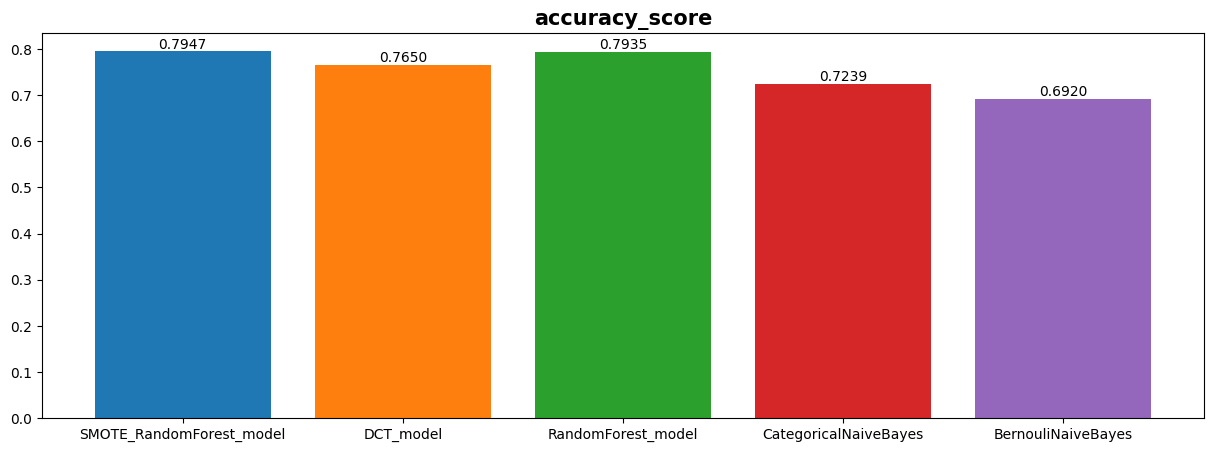 accuracy_score
0.8
0.7
0.6
0.5
0.4
0.3
0.2
0.1
0.0
0.7947
0.7650
0.7935
0.7239
0.6920
SMOTE_RandomForest_model
DCT_model
RandomForest_model
CategoricalNaiveBayes
BernouliNaiveBayes